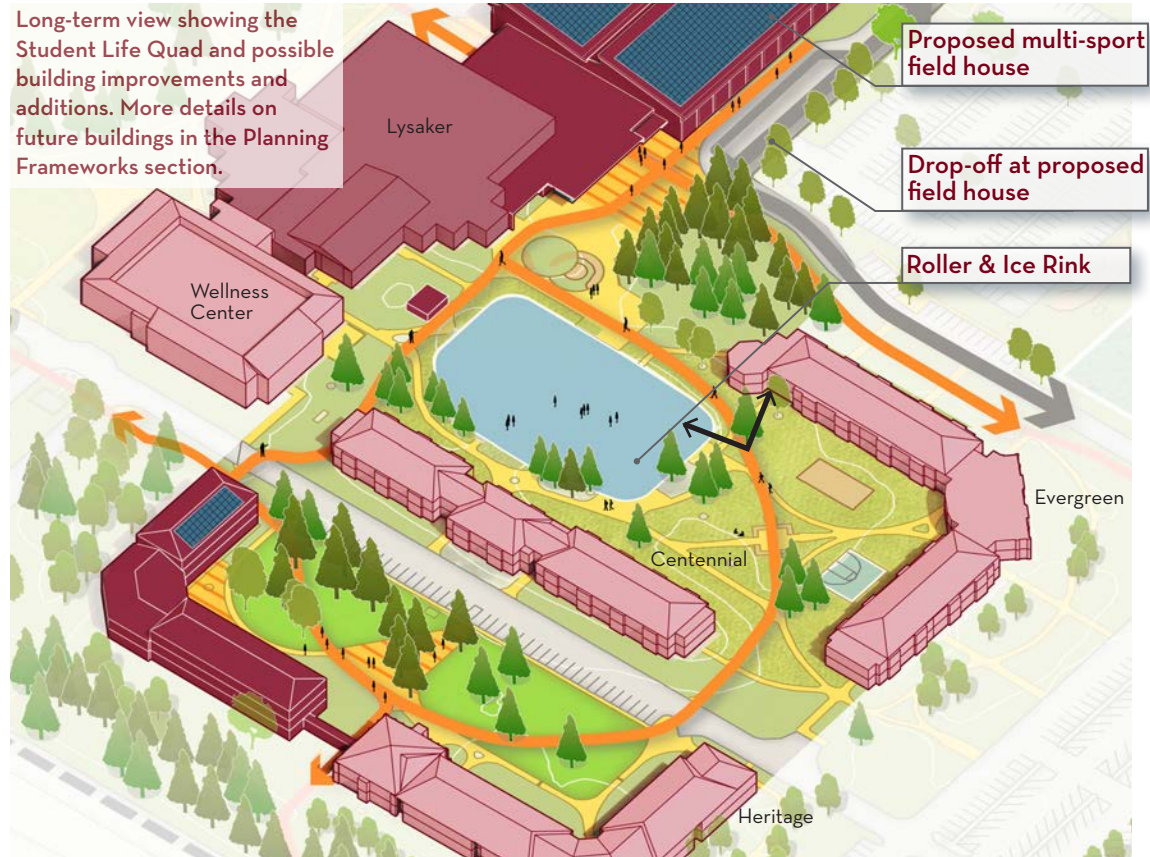 Long-term view showing the
Student Life Quad and possible
building improvements and
additions. More details on
future buildings in the Planning
Frameworks section.
Proposed multi-sport
field house
Lysaker
Drop-off at proposed
field house
Roller & Ice Rink
Wellness
Center
Evergreen
Centennial
Heritage